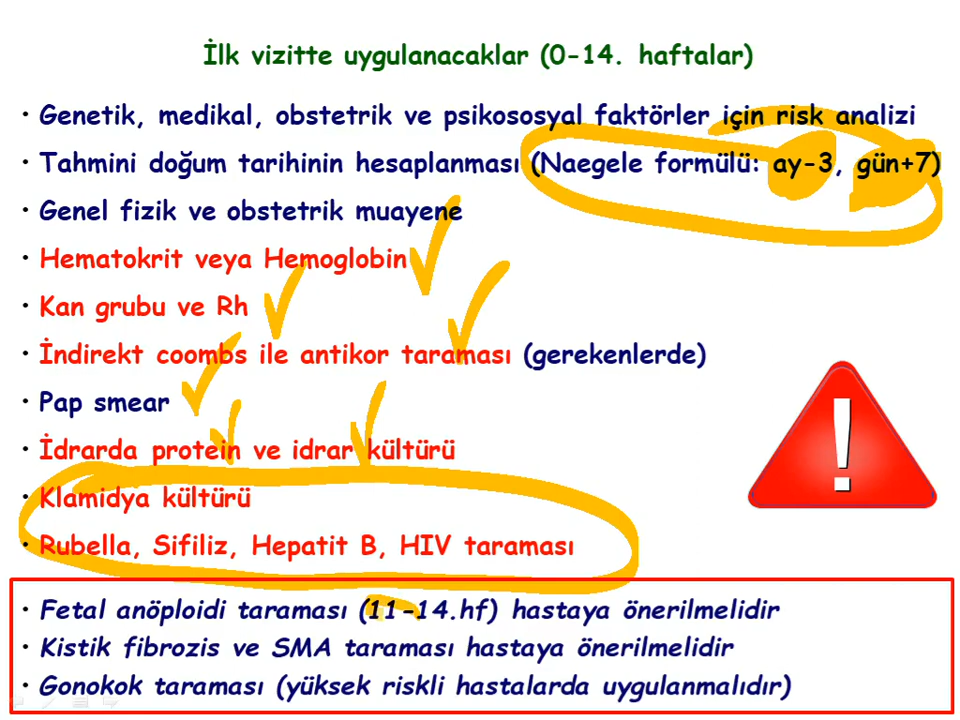 İlk vizitte uygulanacaklar (0-14. haftalar)
• Genetik, medikal, obstetrik ve psikososyal faktörler için risk analizi
• Tahmini doğum tarihinin hesaplanması (Naegele formülü: ay-3, gün+7)
• Genel fizik ve obstetrik muayene
• Hematokrit veya Hemoglobin
• Kan grubu ve Rh
• İndirekt coombs ile antikor taraması (gerekenlerde)
• Pap smear
• İdrarda protein ve idrar kültürü
• Klamidya kültürü
• Rubella, Sifiliz, Hepatit B, HIV taraması
!
• Fetal anöploidi taraması (11-14.hf) hastaya önerilmelidir
• Kistik fibrozis ve SMA taraması hastaya önerilmelidir
• Gonokok taraması (yüksek riskli hastalarda uygulanmalıdır)